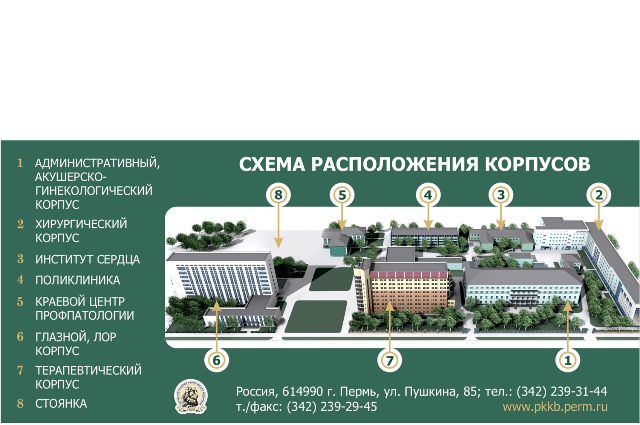 СХЕМА РАСПОЛОЖЕНИЯ КОРПУСОВ
1 АДМИНИСТРАТИВНЫЙ,
АКУШЕРСКО-
ГИНЕКОЛОГИЧЕСКИЙ
КОРПУС
2 ХИРУРГИЧЕСКИЙ
КОРПУС
3 ИНСТИТУТ СЕРДЦА
4 ПОЛИКЛИНИКА
5 КРАЕВОЙ ЦЕНТР
ПРОФПАТОЛОГИИ
6 ГЛАЗНОЙ, ЛОР
КОРПУС
7 ТЕРАПЕВТИЧЕСКИЙ
КОРПУС
8 СТОЯНКА
8 5 4 3 2
6 7 1
Россия, 614990 г. Пермь, ул. Пушкина, 85; тел.: (342) 239-31-44
т./факс: (342) 239-29-45 www.pkkb.perm.ru